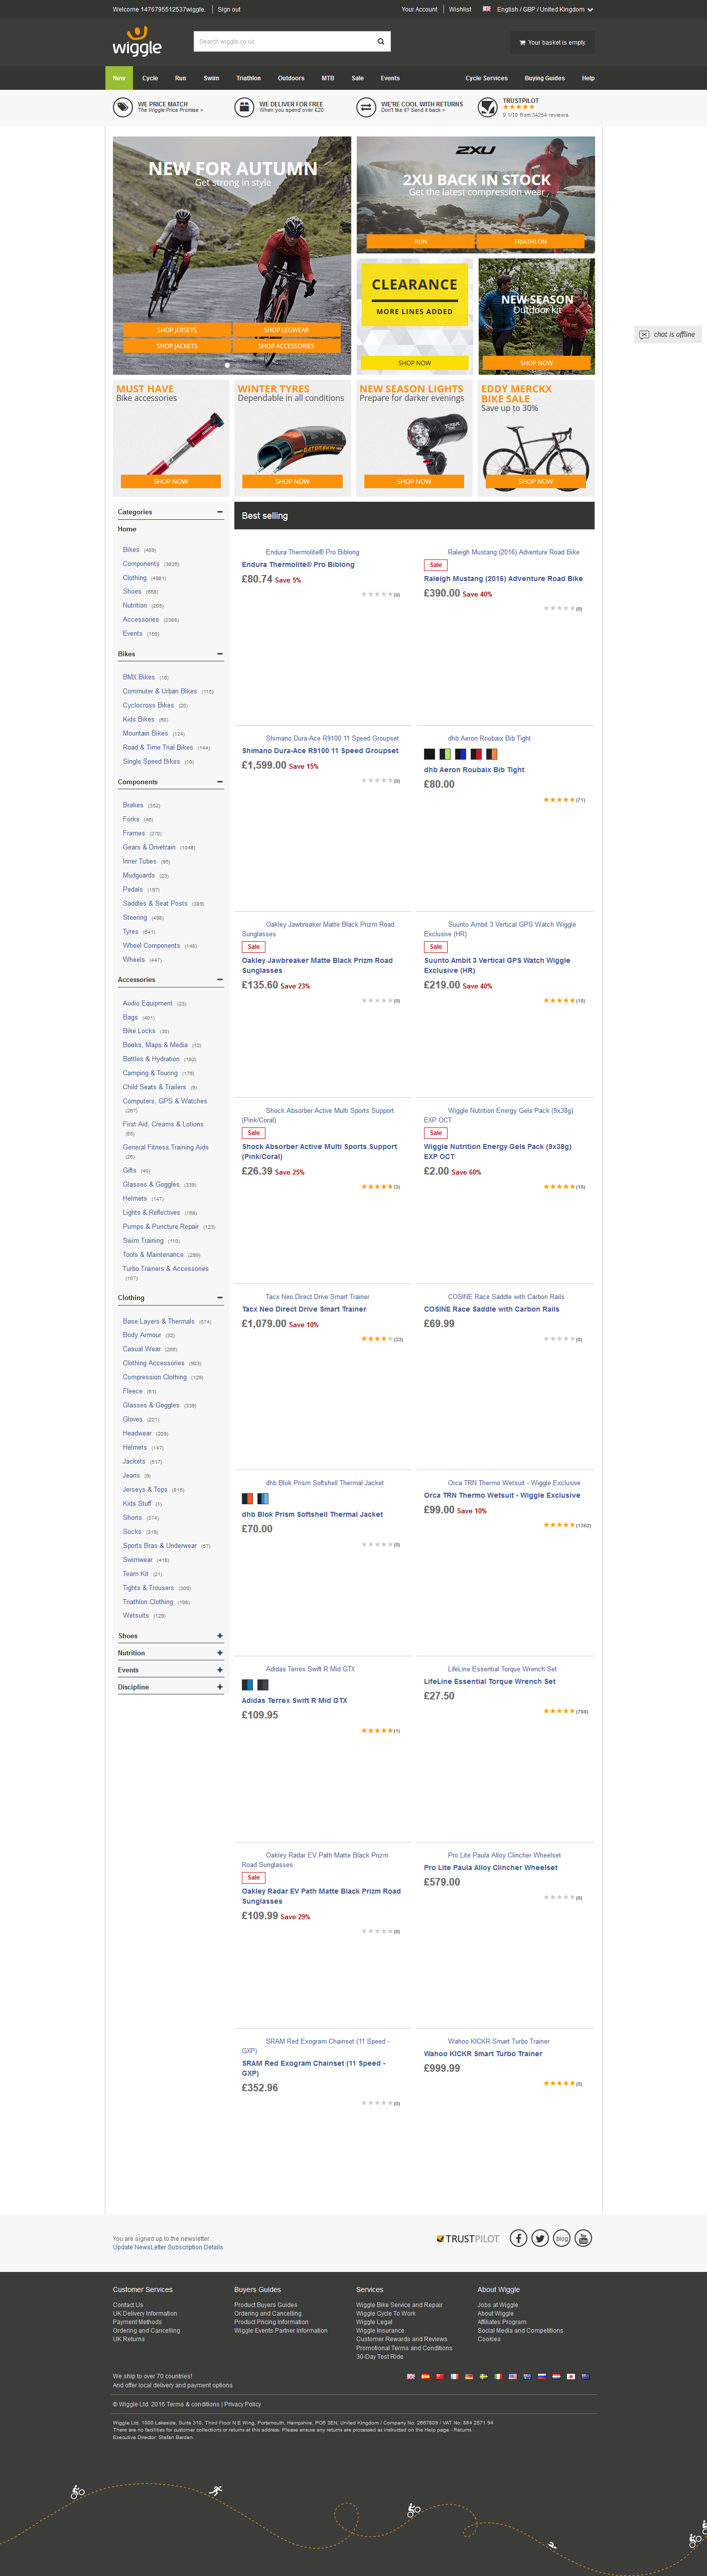 Welcome 1476795512537wiggle. Sign out Your Account Wishlist English / GBP / United Kingdom
wiggle Search wiggle.co.uk Your basket is empty.
New Cycle Run Swim Triathlon Outdoors MTB Sale Events Cycle Services Buying Guides Help
WE PRICE MATCH
The Wiggle Price Promise >
WE DELIVER FOR FREE
When you spend over £20
WE'RE COOL WITH RETURNS
Don't like it? Send it back >
TRUSTPILOT
9.1/10 from 34254 reviews
NEW FOR AUTUMN
Get strong in style
SHOP JERSEYS SHOP LEGWEAR
SHOP JACKETS SHOP ACCESSORIES
2XU
2XU BACK IN STOCK
Get the latest compression wear
RUN TRIATHLON
CLEARANCE
MORE LINES ADDED
SHOP NOW
NEW SEASON
Outdoor kit
SHOP NOW
chat is offline
MUST HAVE
Bike accessories
SHOP NOW
WINTER TYRES
Dependable in all conditions
GATORSKIN
SHOP NOW
NEW SEASON LIGHTS
Prepare for darker evenings
SHOP NOW
EDDY MERCKX
BIKE SALE
Save up to 30%
SHOP NOW
Categories
Home
Bikes (489)
Components (3826)
Clothing (4981)
Shoes (668)
Nutrition (205)
Accessories (2388)
Events (153)
Bikes
BMX Bikes (16)
Commuter & Urban Bikes (115)
Cyclocross Bikes (20)
Kids Bikes (60)
Mountain Bikes (124)
Road & Time Trial Bikes (144)
Single Speed Bikes (10)
Components
Brakes (352)
Forks (46)
Frames (270)
Gears & Drivetrain (1048)
Inner Tubes (96)
Mudguards (23)
Pedals (197)
Saddles & Seat Posts (389)
Steering (498)
Tyres (541)
Wheel Components (148)
Wheels (447)
Accessories
Audio Equipment (23)
Bags (401)
Bike Locks (30)
Books, Maps & Media (12)
Bottles & Hydration (192)
Camping & Touring (176)
Child Seats & Trailers (9)
Computers, GPS & Watches
(267)
First Aid, Creams & Lotions
(86)
General Fitness Training Aids
(26)
Gifts (40)
Glasses & Goggles (339)
Helmets (147)
Lights & Reflectives (168)
Pumps & Puncture Repair (123)
Swim Training (110)
Tools & Maintenance (299)
Turbo Trainers & Accessories
(107)
Clothing
Base Layers & Thermals (574)
Body Armour (32)
Casual Wear (266)
Clothing Accessories (903)
Compression Clothing (129)
Fleece (61)
Glasses & Goggles (339)
Gloves (221)
Headwear (209)
Helmets (147)
Jackets (517)
Jeans (6)
Jerseys & Tops (815)
Kids Stuff (1)
Shorts (374)
Socks (319)
Sports Bras & Underwear (57)
Swimwear (418)
Team Kit (21)
Tights & Trousers (309)
Triathlon Clothing (198)
Wetsuits (129)
Shoes
Nutrition
Events
Discipline
Best selling
Endura Thermolite® Pro Biblong
Endura Thermolite® Pro Biblong
£80.74 Save 5%
(0)
Raleigh Mustang (2016) Adventure Road Bike
Sale
Raleigh Mustang (2016) Adventure Road Bike
£390.00 Save 40%
(0)
Shimano Dura-Ace R9100 11 Speed Groupset
Shimano Dura-Ace R9100 11 Speed Groupset
£1,599.00 Save 15%
(0)
dhb Aeron Roubaix Bib Tight
dhb Aeron Roubaix Bib Tight
£80.00
(71)
Oakley Jawbreaker Matte Black Prizm Road
Sunglasses
Sale
Oakley Jawbreaker Matte Black Prizm Road
Sunglasses
£135.60 Save 23%
(0)
Suunto Ambit 3 Vertical GPS Watch Wiggle
Exclusive (HR)
Sale
Suunto Ambit 3 Vertical GPS Watch Wiggle
Exclusive (HR)
£219.00 Save 40%
(10)
Shock Absorber Active Multi Sports Support
(Pink/Coral)
Sale
Shock Absorber Active Multi Sports Support
(Pink/Coral)
£26.39 Save 25%
(3)
Wiggle Nutrition Energy Gels Pack (9x38g)
EXP OCT
Sale
Wiggle Nutrition Energy Gels Pack (9x38g)
EXP OCT
£2.00 Save 60%
(18)
Tacx Neo Direct Drive Smart Trainer
Tacx Neo Direct Drive Smart Trainer
£1,079.00 Save 10%
(33)
COSINE Race Saddle with Carbon Rails
COSINE Race Saddle with Carbon Rails
£69.99
(0)
dhb Blok Prism Softshell Thermal Jacket
dhb Blok Prism Softshell Thermal Jacket
£70.00
(0)
Orca TRN Thermo Wetsuit - Wiggle Exclusive
Orca TRN Thermo Wetsuit - Wiggle Exclusive
£99.00 Save 10%
(1362)
Adidas Terrex Swift R Mid GTX
Adidas Terrex Swift R Mid GTX
£109.95
(1)
LifeLine Essential Torque Wrench Set
LifeLine Essential Torque Wrench Set
£27.50
(788)
Oakley Radar EV Path Matte Black Prizm
Road Sunglasses
Sale
Oakley Radar EV Path Matte Black Prizm Road
Sunglasses
£109.99 Save 29%
(0)
Pro Lite Paula Alloy Clincher Wheelset
Pro Lite Paula Alloy Clincher Wheelset
£579.00
(0)
SRAM Red Exogram Chainset (11 Speed -
GXP)
SRAM Red Exogram Chainset (11 Speed -
GXP)
£352.96
(0)
Wahoo KICKR Smart Turbo Trainer
Wahoo KICKR Smart Turbo Trainer
£999.99
(5)
You are signed up to the newsletter
Update NewsLetter Subscription Details
TRUSTPILOT blog You Tube
Customer Services
Contact Us
UK Delivery Information
Payment Methods
Ordering and Cancelling
UK Returns
Buyers Guides
Product Buyers Guides
Ordering and Cancelling
Product Pricing Information
Wiggle Events Partner Information
Services
Wiggle Bike Service and Repair
Wiggle Cycle To Work
Wiggle Legal
Wiggle Insurance
Customer Rewards and Reviews
Promotional Terms and Conditions
30-Day Test Ride
About Wiggle
Jobs at Wiggle
About Wiggle
Affiliates Program
Social Media and Competitions
Cookies
We ship to over 70 countries!
And offer local delivery and payment options
© Wiggle Ltd. 2016 Terms & conditions | Privacy Policy
Wiggle Ltd. 1000 Lakeside, Suite 310, Third Floor N E Wing, Portsmouth, Hampshire, PO6 3EN, United Kingdom / Company No: 2667809 / VAT No: 884 2571 94
There are no facilities for customer collections or returns at this address. Please ensure any returns are processed as instructed on the Help page - Returns.
Executive Director: Stefan Barden